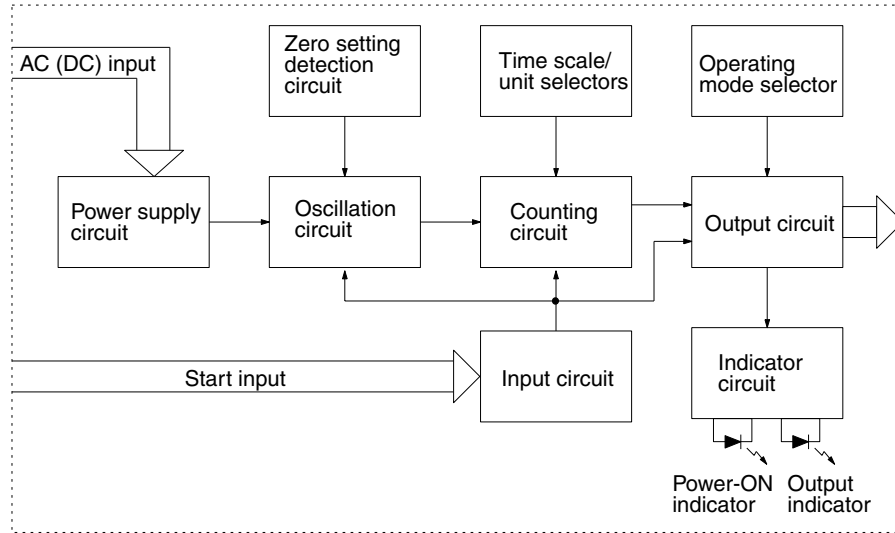 AC (DC) input
Zero setting
detection
circuit
Time scale/
unit selectors
Operating
mode selector
Power supply
circuit
Oscillation
circuit
Counting
circuit
Output circuit
Start input
Input circuit
Indicator
circuit
Power-ON
indicator
Output
indicator